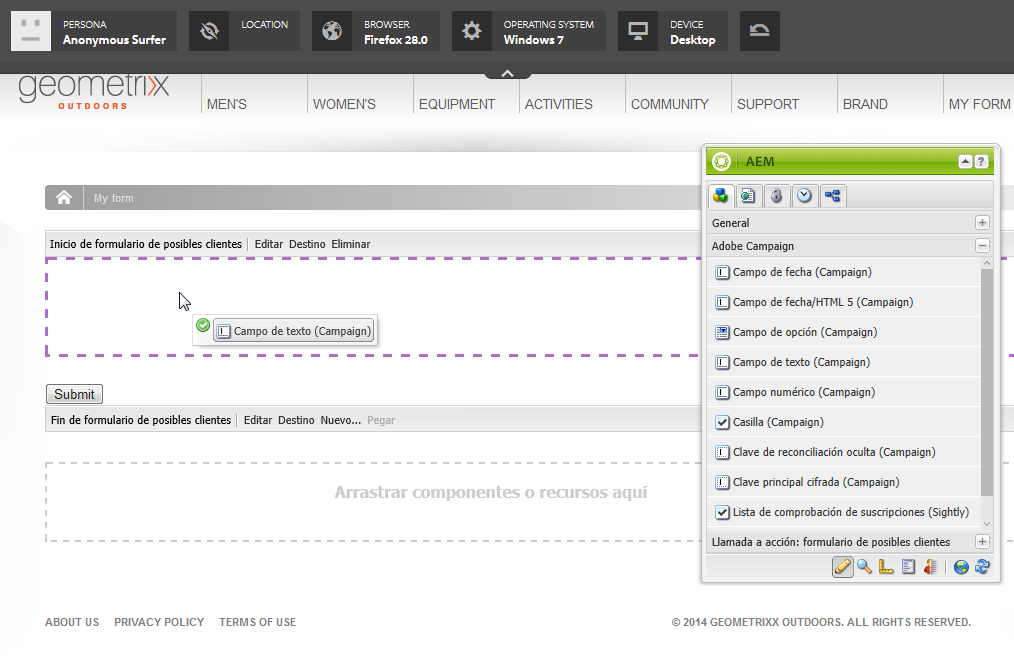 PERSONA
Anonymous Surfer
LOCATION
BROWSER
Firefox 28.0
OPERATING SYSTEM
Windows 7
DEVICE
Desktop
geometrixx
OUTDOORS
MEN'S
WOMEN'S
EQUIPMENT
ACTIVITIES
COMMUNITY
SUPPORT
BRAND
MY FORM
My form
Inicio de formulario de posibles clientes
Editar Destino Eliminar
Campo de texto (Campaign)
Submit
Fin de formulario de posibles clientes
Editar Destino Nuevo... Pegar
Arrastrar componentes o recursos aquí
AEM
?
General
Adobe Campaign
Campo de fecha (Campaign)
Campo de fecha/HTML 5 (Campaign)
Campo de opción (Campaign)
Campo de texto (Campaign)
Campo numérico (Campaign)
Casilla (Campaign)
Clave de reconciliación oculta (Campaign)
Clave principal cifrada (Campaign)
Lista de comprobación de suscripciones (Sightly)
Llamada a acción: formulario de posibles clientes
ABOUT US PRIVACY POLICY TERMS OF USE
© 2014 GEOMETRIXX OUTDOORS. ALL RIGHTS RESERVED.